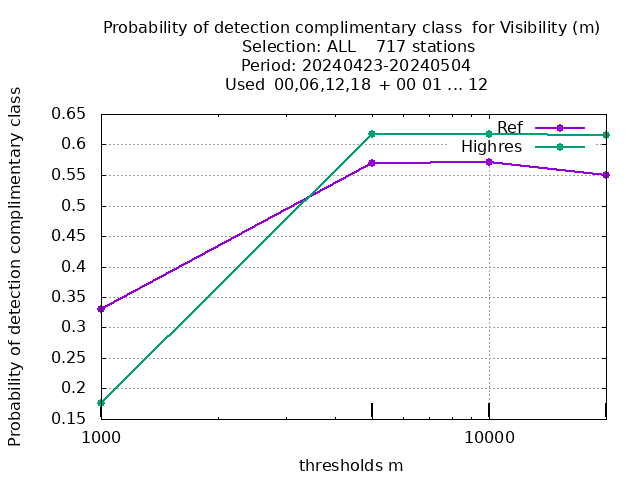 Probability of detection complimentary class  for Visibility (m)
Selection: ALL    717 stations
Period: 20240423-20240504
Used  00,06,12,18 + 00 01 ... 12
Probability of detection complimentary class
0.65
0.6
0.55
0.5
0.45
0.4
0.35
0.3
0.25
0.2
0.15
Ref
Highres
1000
10000
thresholds m